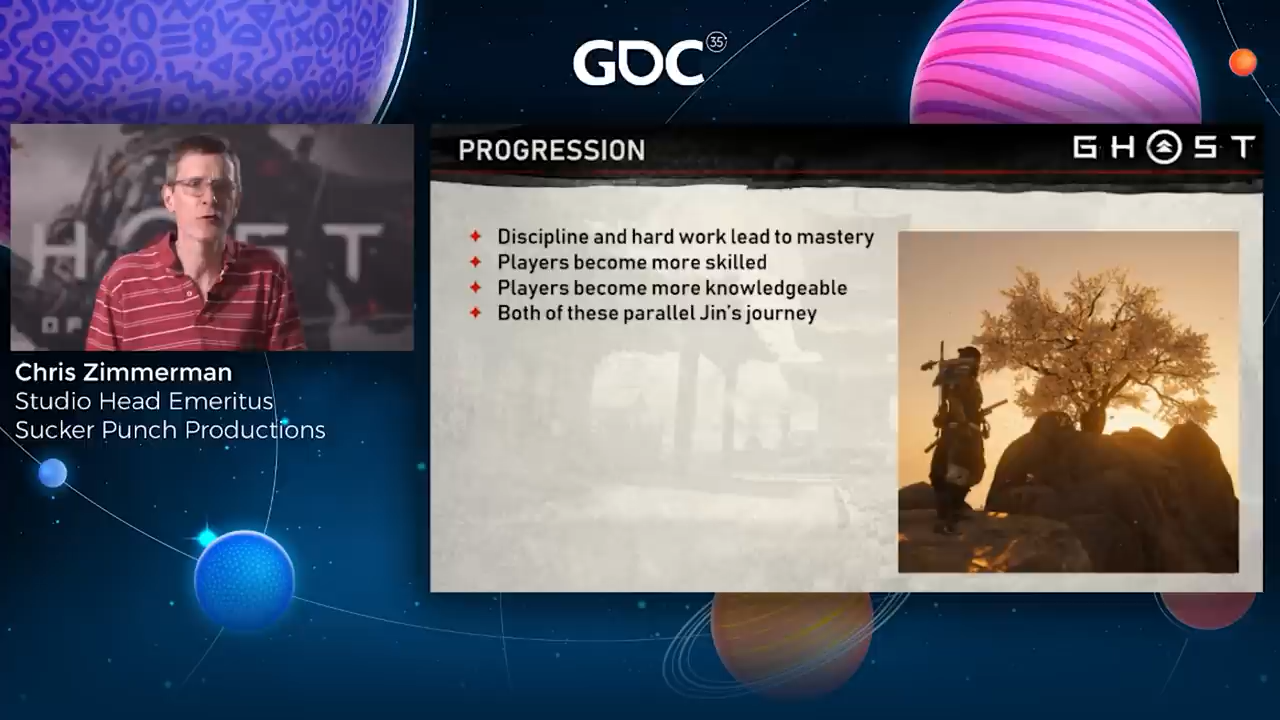 GDC 35
PROGRESSION
GHOST
H O S T
O F
Discipline and hard work lead to mastery
Players become more skilled
Players become more knowledgeable
Both of these parallel Jin's journey
Chris Zimmerman
Studio Head Emeritus
Sucker Punch Productions